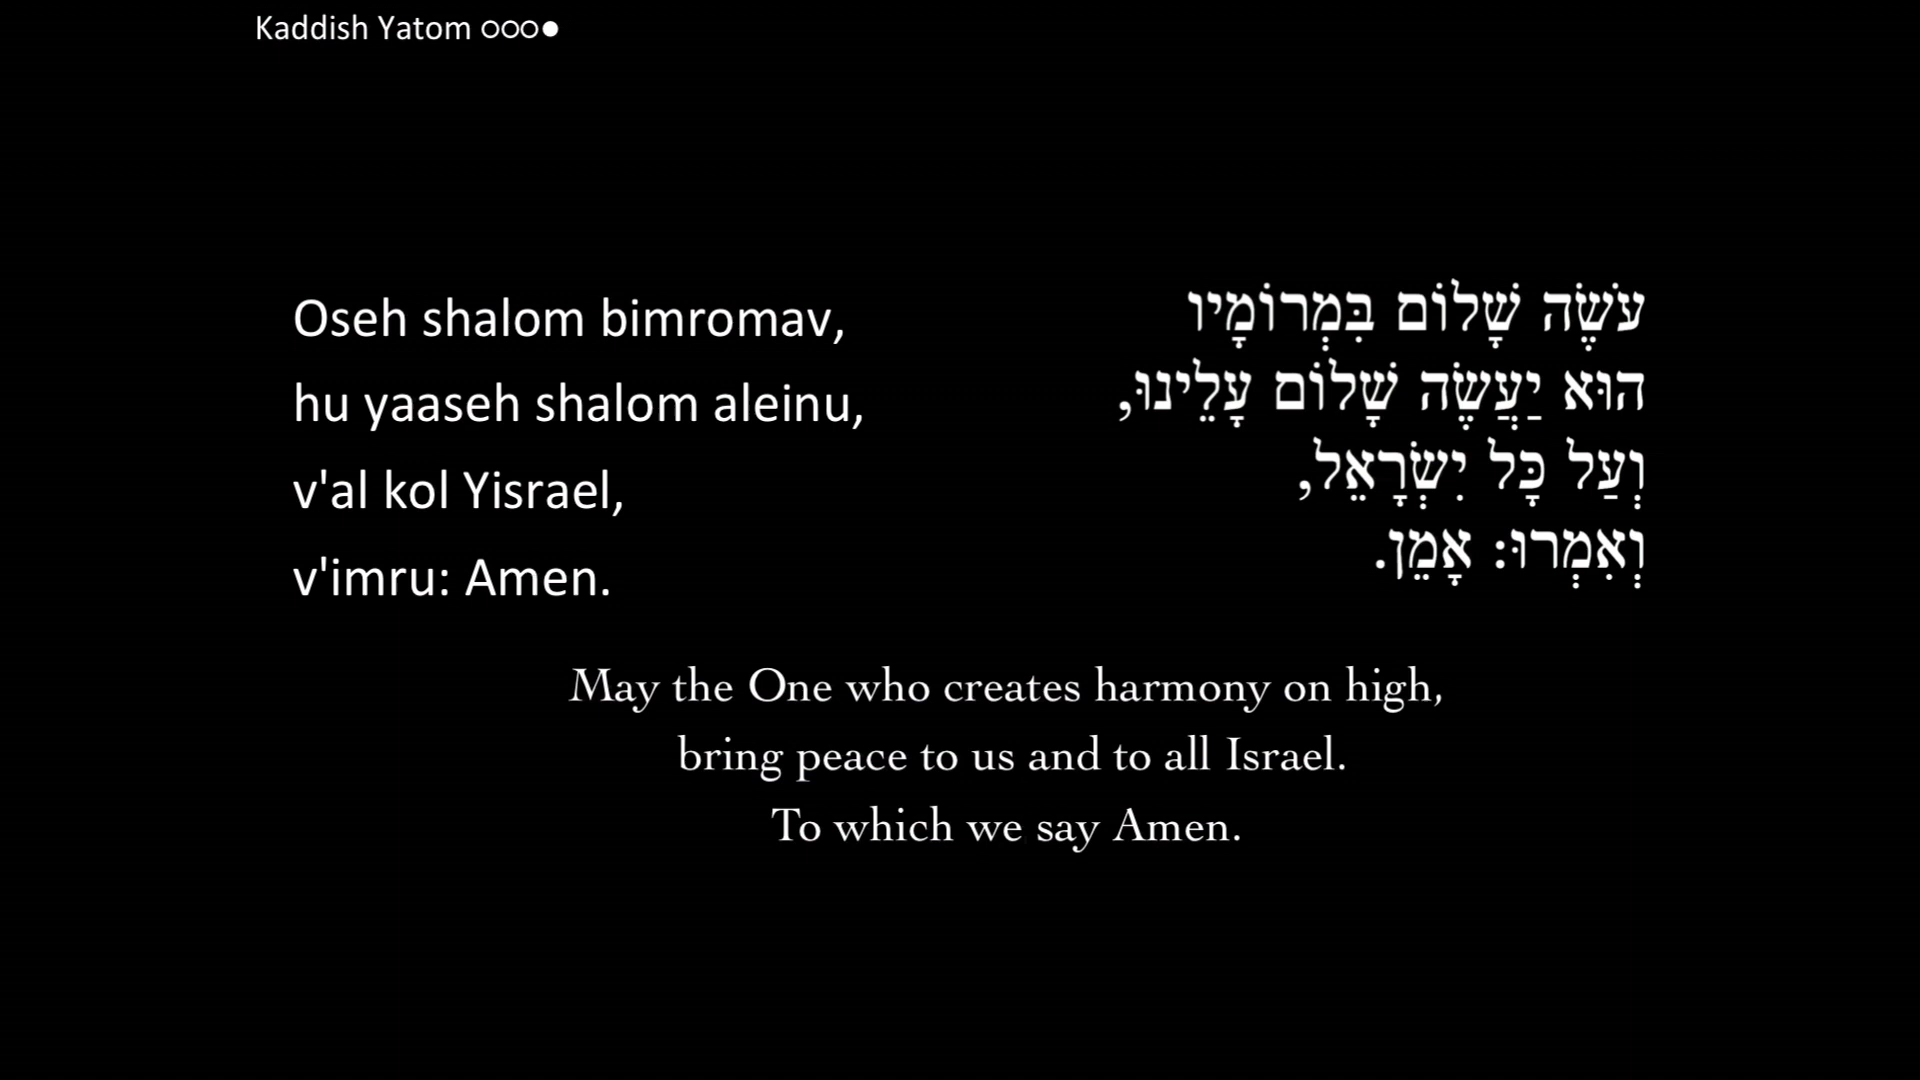 Kaddish Yatom ○○○●
Oseh shalom bimromav,
hu yaaseh shalom aleinu,
v'al kol Yisrael,
v'imru: Amen.
עֹשֶׂה שָׁלוֹם בִּמְרוֹמָיו
הוּא יַעֲשֶׂה שָׁלוֹם עָלֵינוּ,
וְעַל כָּל יִשְׂרָאֵל,
וְאִמְרוּ: אָמֵן.
May the One who creates harmony on high,
bring peace to us and to all Israel.
To which we say Amen.